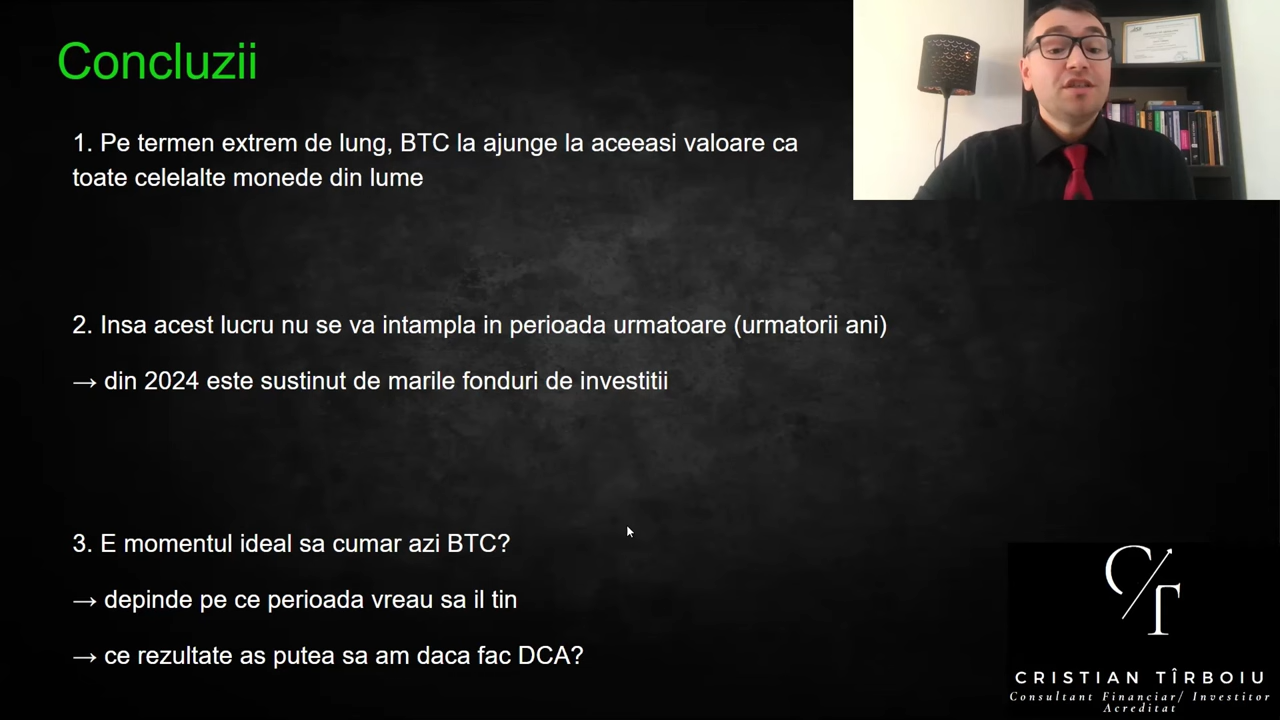 Concluzii
1. Pe termen extrem de lung, BTC la ajunge la aceeasi valoare ca
toate celelalte monede din lume
2. Insa acest lucru nu se va intampla in perioada urmatoare (urmatorii ani)
→ din 2024 este sustinut de marile fonduri de investitii
3. E momentul ideal sa cumar azi BTC?
→ depinde pe ce perioada vreau sa il tin
→ ce rezultate as putea sa am daca fac DCA?
CT
CRISTIAN TÎRBOIU
Consultant Financiar/ Investitor
Acreditat